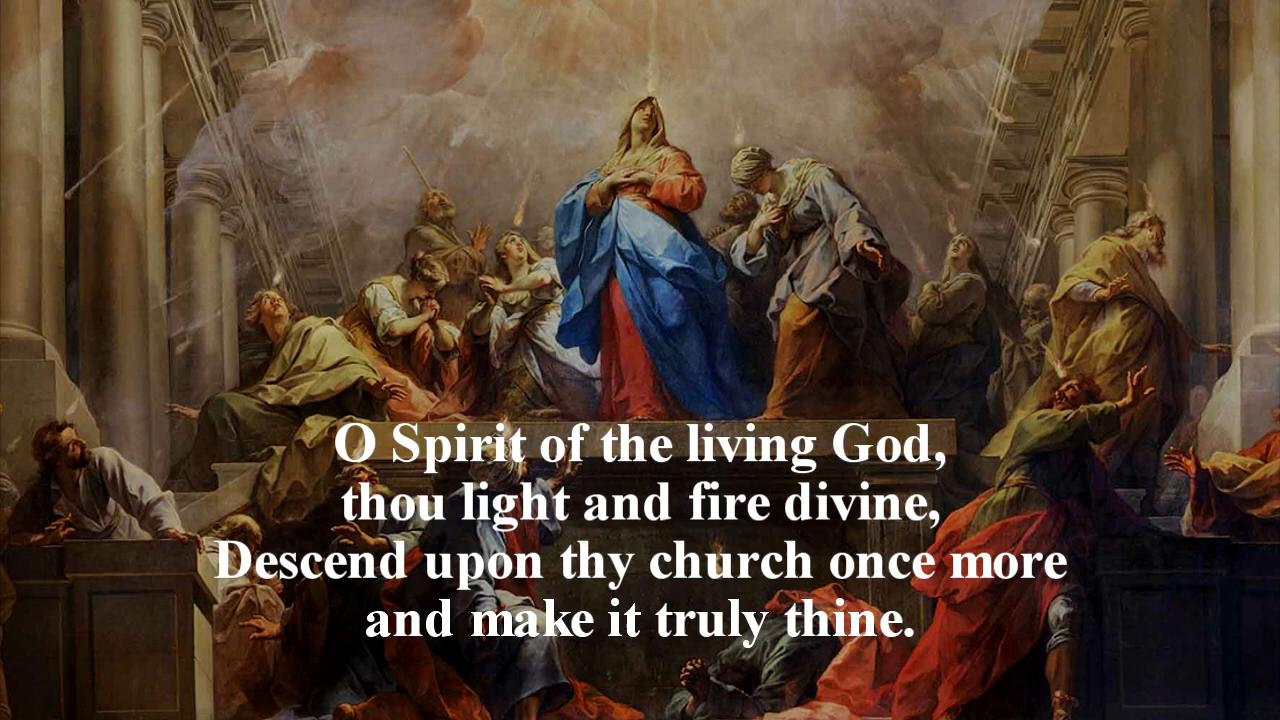 O Spirit of the living God,
thou light and fire divine,
Descend upon thy church once more
and make it truly thine.